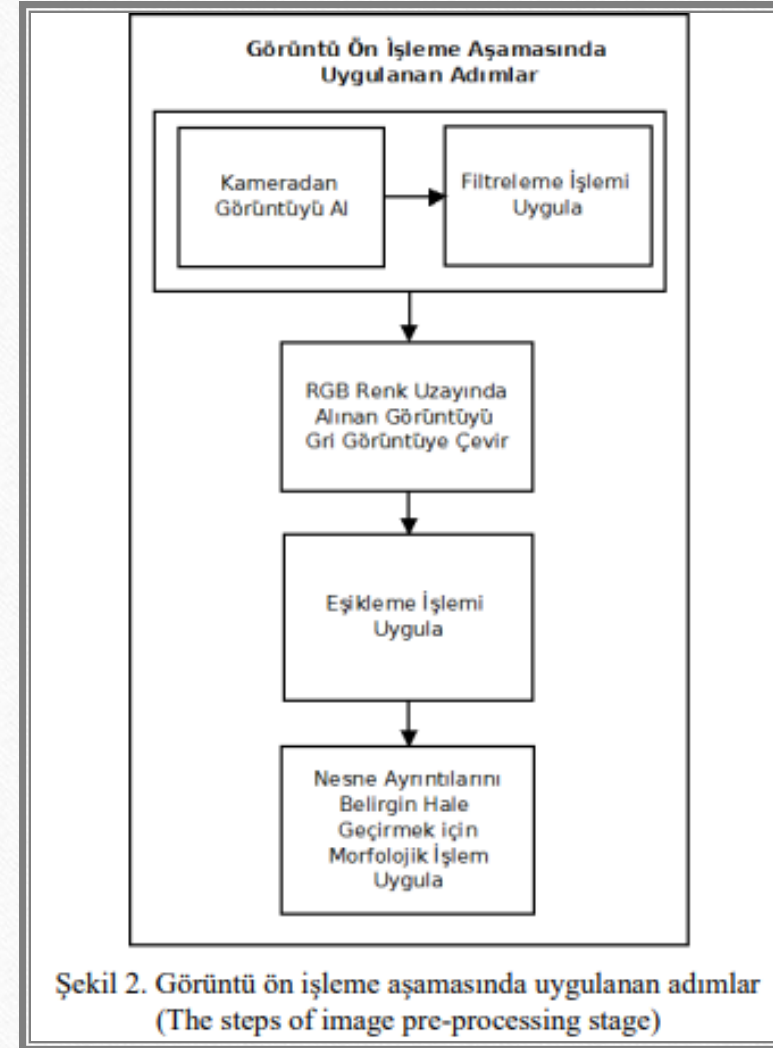 Görüntü Ön İşleme Aşamasında
Uygulanan Adımlar
Kameradan
Görüntüyü Al
Filtreleme İşlemi
Uygula
RGB Renk Uzayında
Alınan Görüntüyü
Gri Görüntüye Çevir
Eşikleme İşlemi
Uygula
Nesne Ayrıntılarını
Belirgin Hale
Geçirmek için
Morfolojik İşlem
Uygula
Şekil 2. Görüntü ön işleme aşamasında uygulanan adımlar
(The steps of image pre-processing stage)